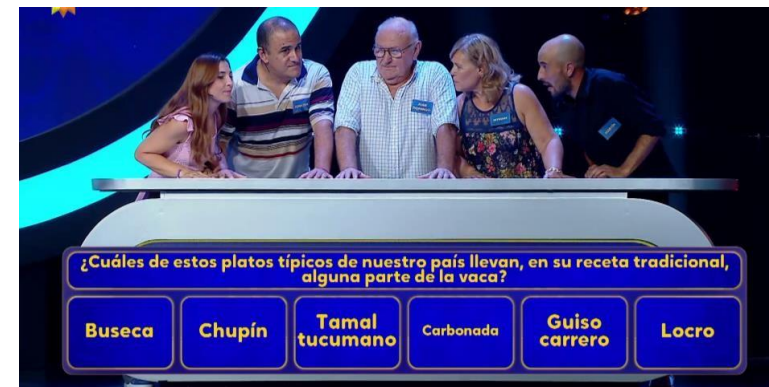 ¿Cuáles de estos platos típicos de nuestro país llevan, en su receta tradicional,
alguna parte de la vaca?
Buseca
Chupín
Tamal
tucumano
Carbonada
Guiso
carrero
Locro